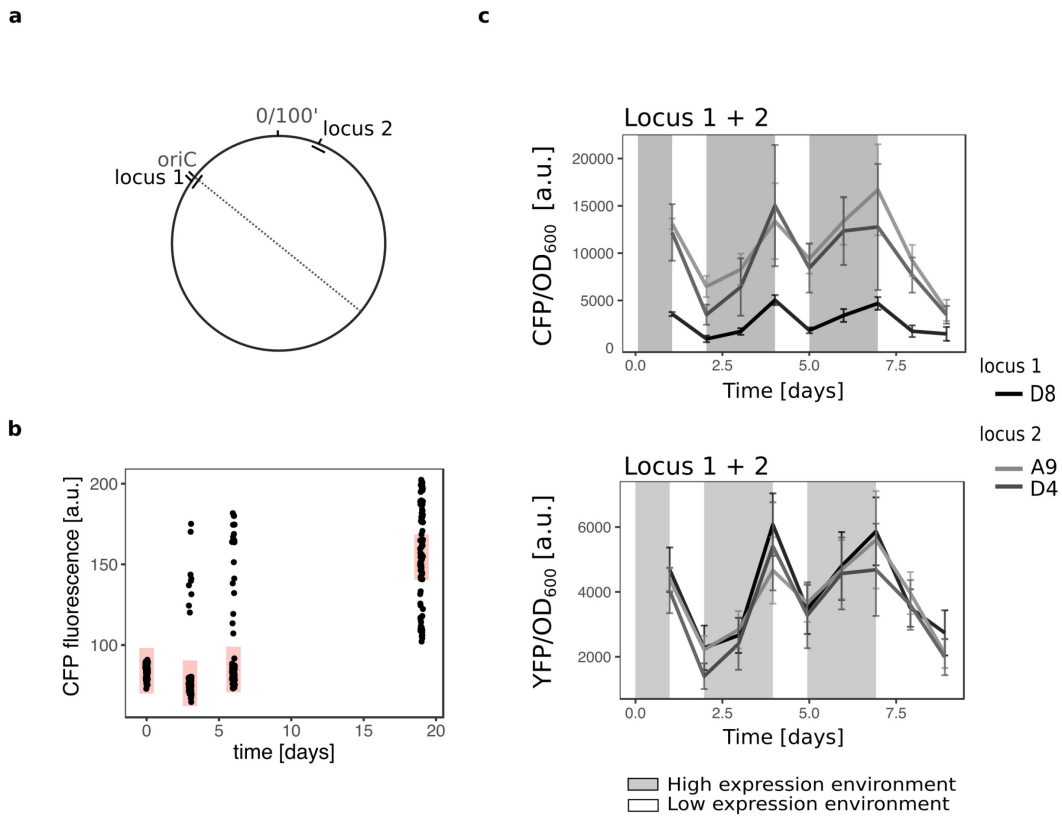 a
0/100'
locus 2
oriC
locus 1
b
CFP fluorescence [a.u.]
200
150
100
0
5
10
15
20
time [days]
c
Locus 1 + 2
CFP/OD600 [a.u.]
20000
15000
10000
5000
0
0.0
2.5
5.0
7.5
Time [days]
locus 1
D8
locus 2
A9
D4
Locus 1 + 2
YFP/OD600 [a.u.]
6000
4000
2000
0.0
2.5
5.0
7.5
Time [days]
High expression environment
Low expression environment